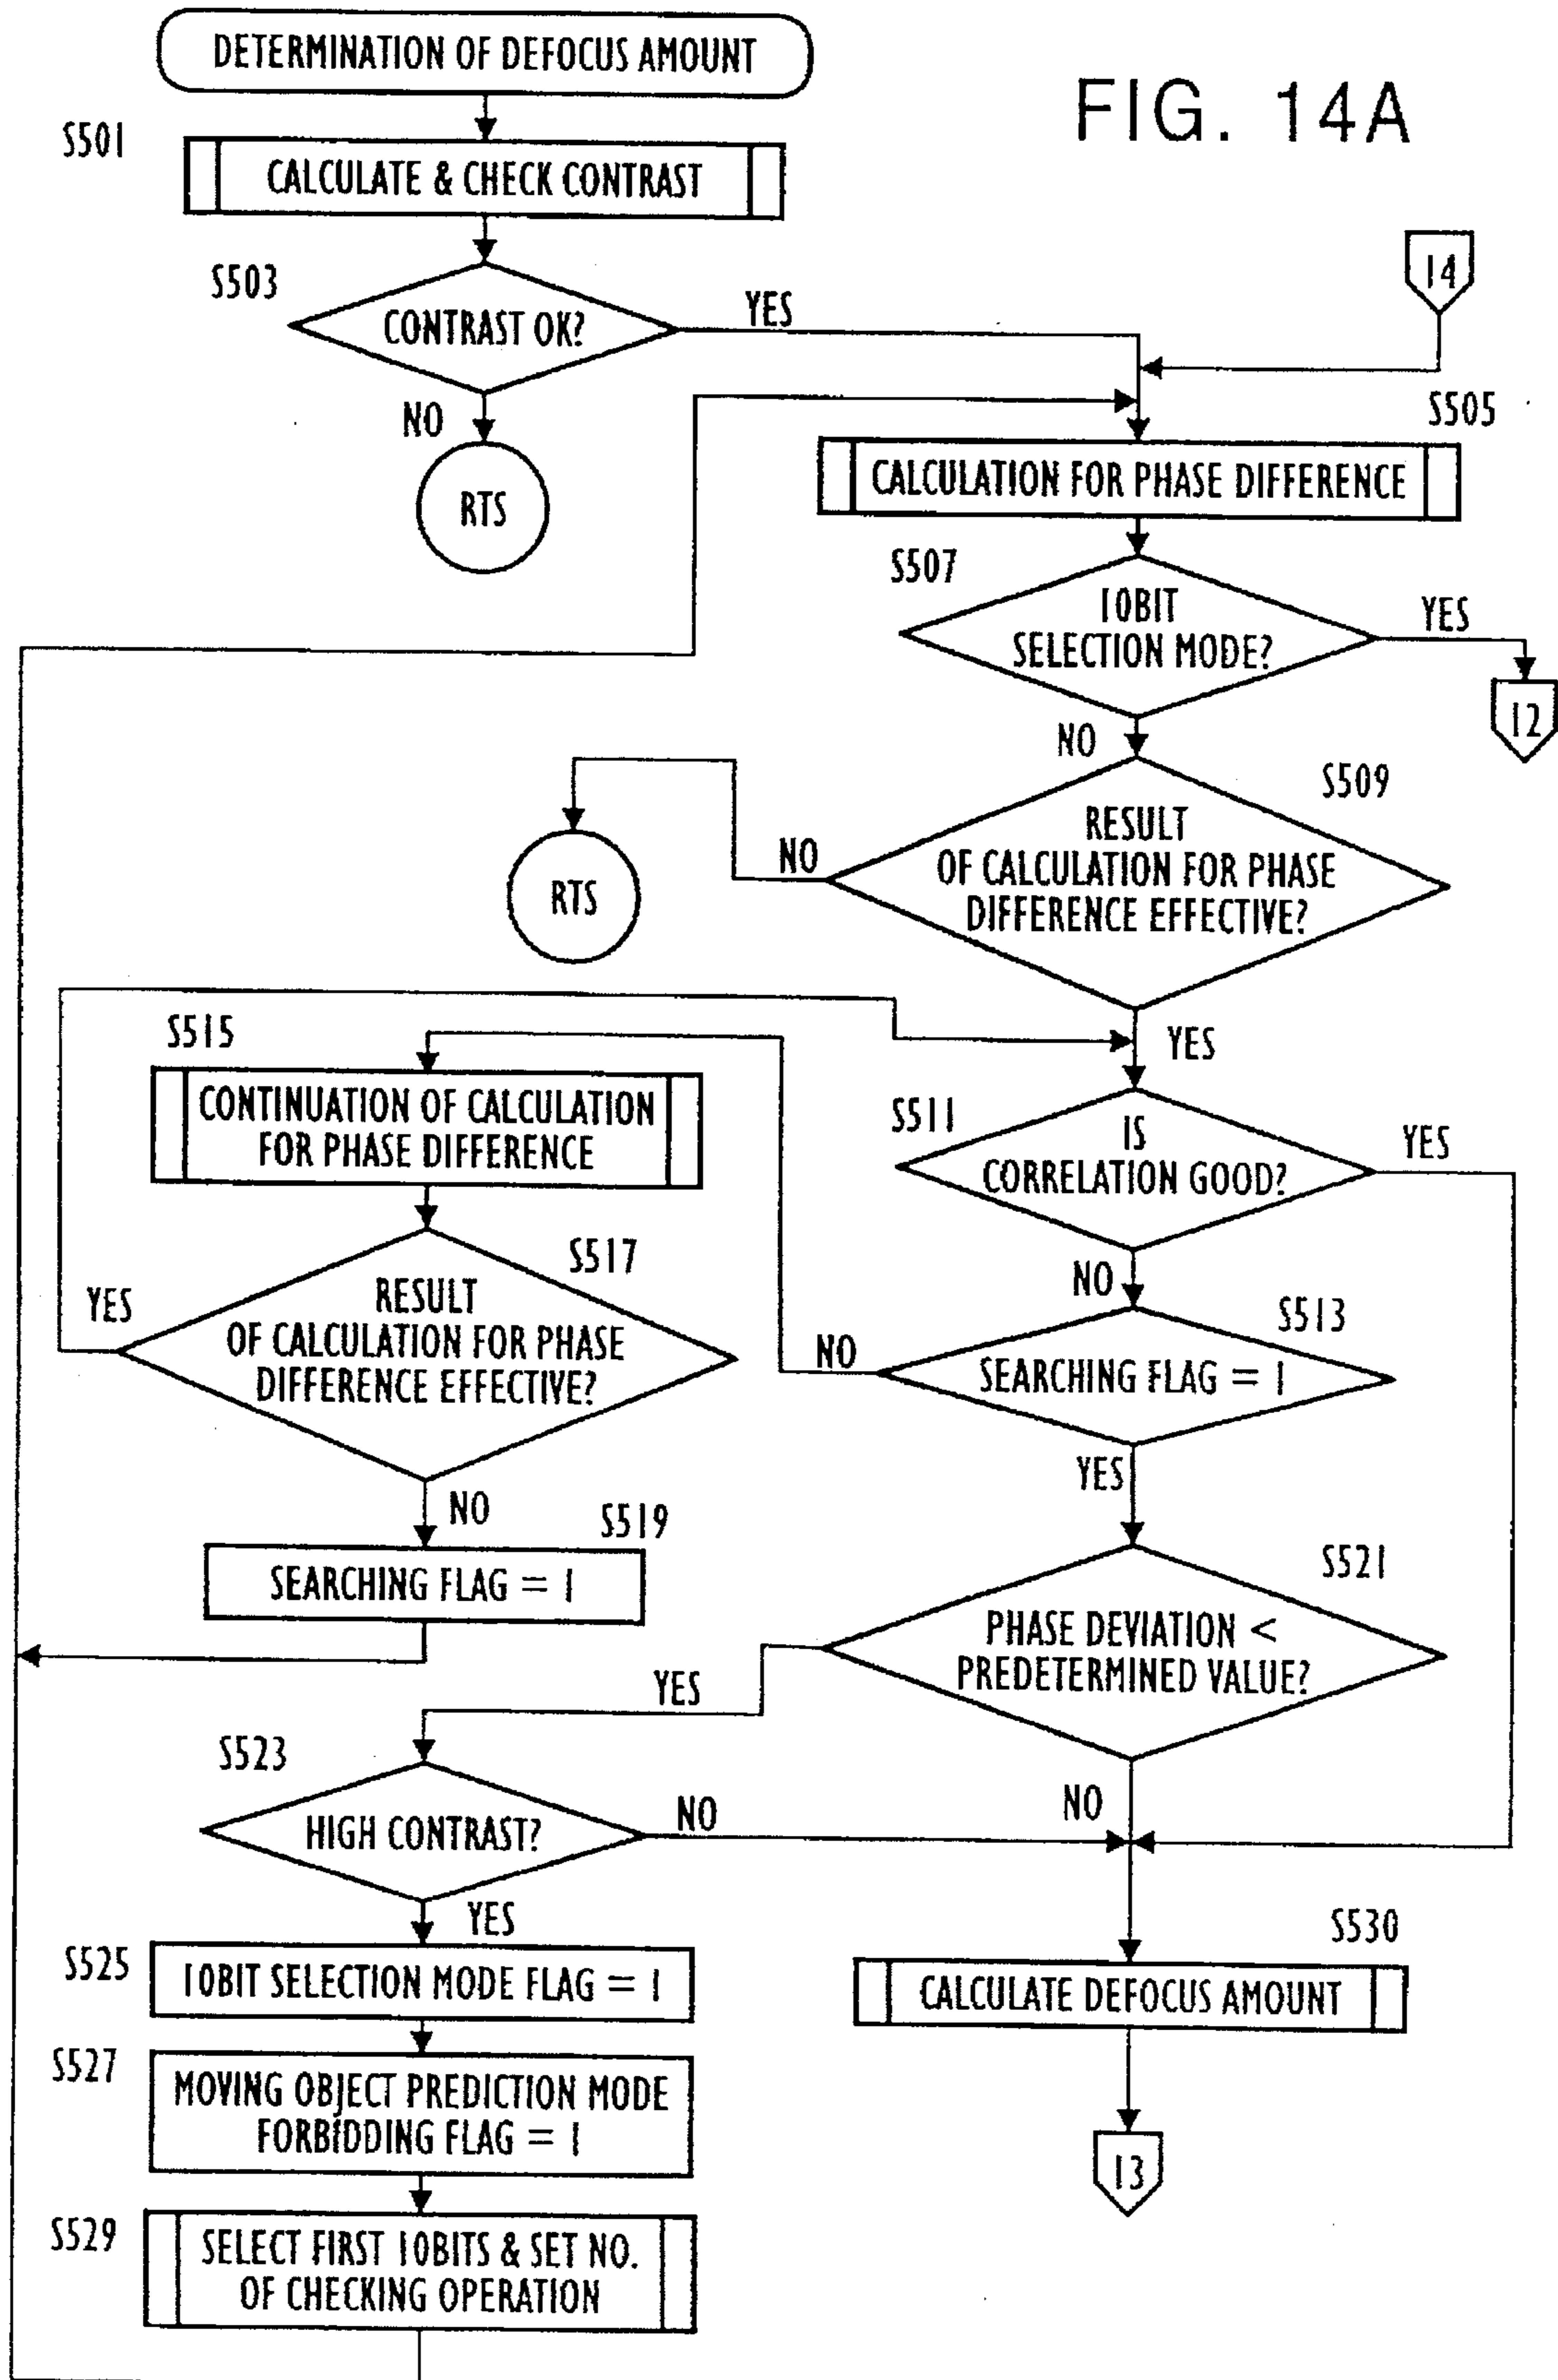 DETERMINATION OF DEFOCUS AMOUNT
FIG. 14A
S501
CALCULATE & CHECK CONTRAST
S503
CONTRAST OK?
YES
14
NO
RTS
S505
CALCULATION FOR PHASE DIFFERENCE
S507
10BIT
SELECTION MODE?
YES
12
NO
S509
RESULT
OF CALCULATION FOR PHASE
DIFFERENCE EFFECTIVE?
NO
RTS
YES
S515
CONTINUATION OF CALCULATION
FOR PHASE DIFFERENCE
S511
IS
CORRELATION GOOD?
YES
NO
S517
RESULT
OF CALCULATION FOR PHASE
DIFFERENCE EFFECTIVE?
YES
NO
S513
SEARCHING FLAG = 1
NO
YES
S519
SEARCHING FLAG = 1
S521
PHASE DEVIATION <
PREDETERMINED VALUE?
YES
NO
S523
HIGH CONTRAST?
NO
YES
S525
10BIT SELECTION MODE FLAG = 1
S530
CALCULATE DEFOCUS AMOUNT
S527
MOVING OBJECT PREDICTION MODE
FORBIDDING FLAG = 1
13
S529
SELECT FIRST 10BITS & SET NO.
OF CHECKING OPERATION